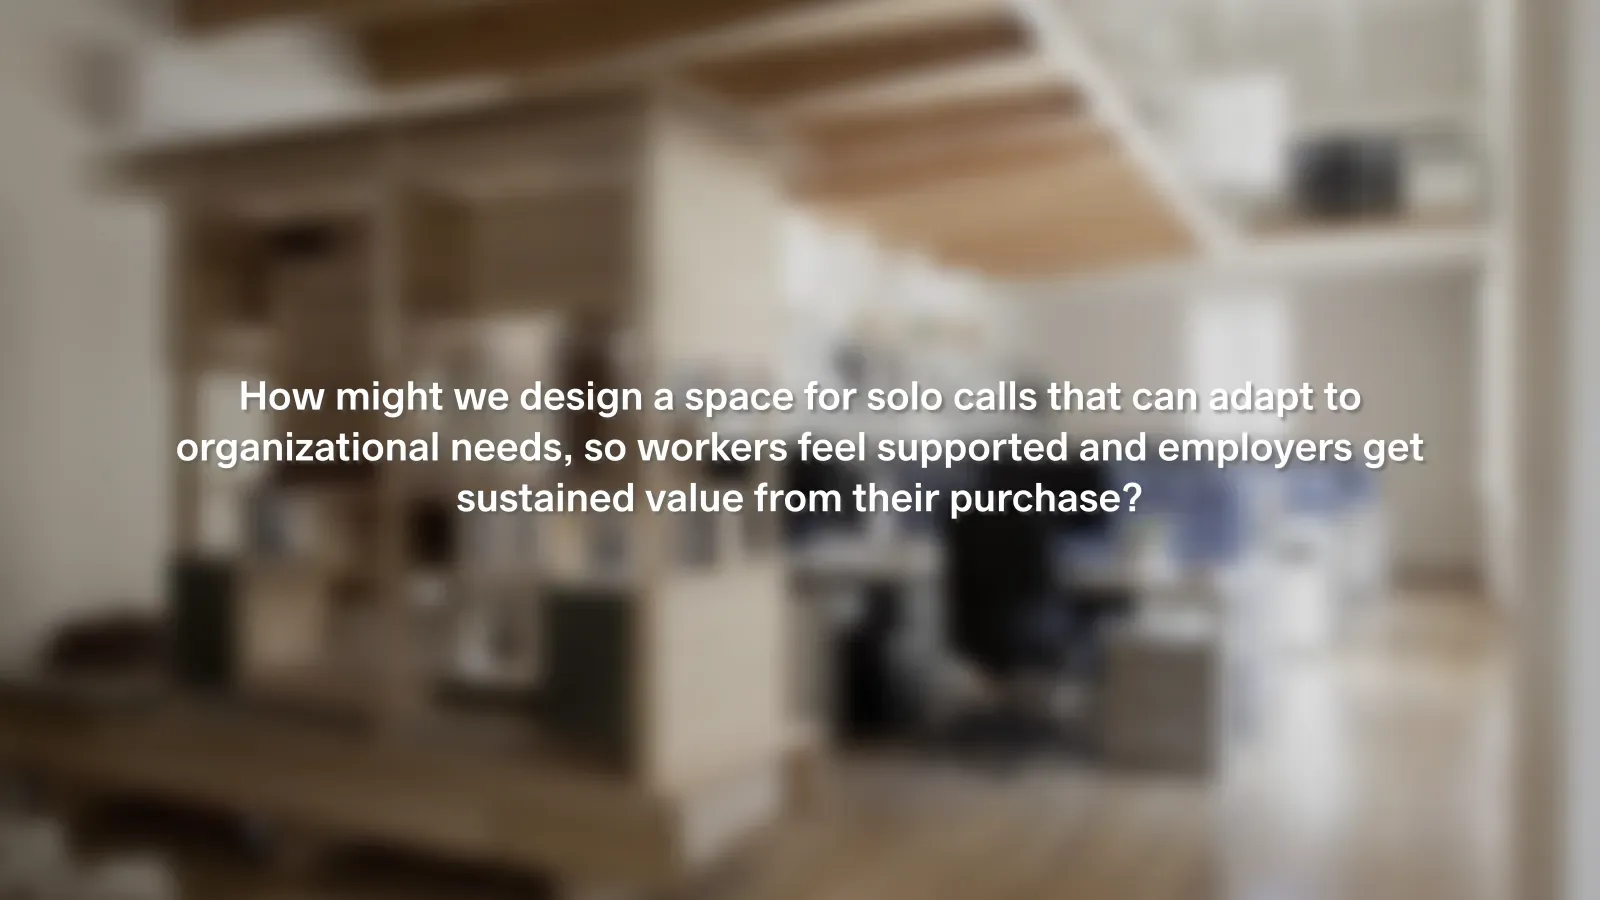 How might we design a space for solo calls that can adapt to
organizational needs, so workers feel supported and employers get
sustained value from their purchase?